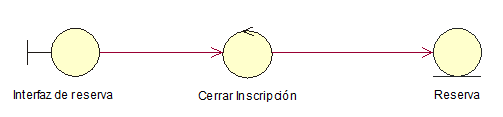 Interfaz de reserva
Cerrar Inscripción
Reserva